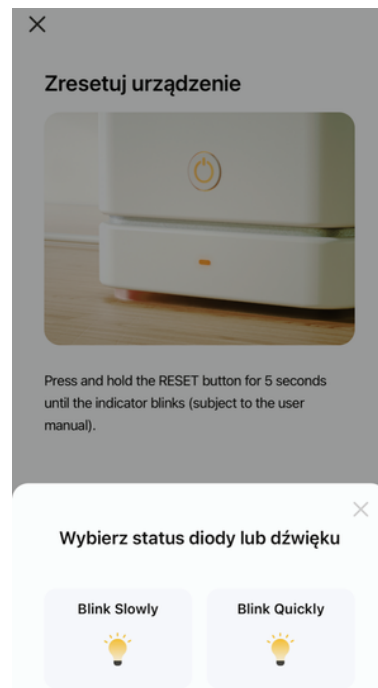 Zresetuj urządzenie
Press and hold the RESET button for 5 seconds
until the indicator blinks (subject to the user
manual).
Wybierz status diody lub dźwięku
Blink Slowly
Blink Quickly